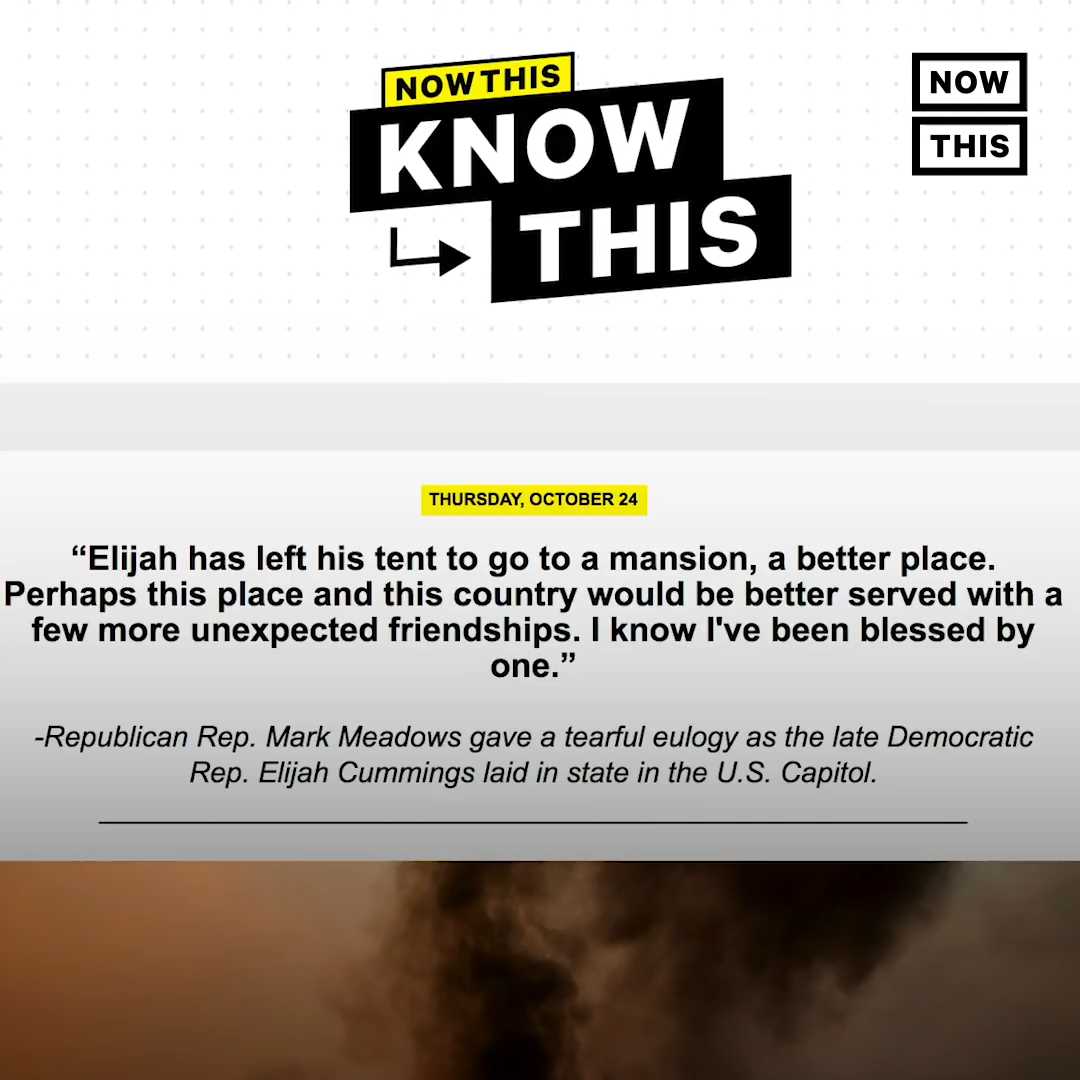 NOW THIS
KNOW
THIS
NOW
THIS
THURSDAY, OCTOBER 24
“Elijah has left his tent to go to a mansion, a better place.
Perhaps this place and this country would be better served with a
few more unexpected friendships. I know I've been blessed by
one.”
-Republican Rep. Mark Meadows gave a tearful eulogy as the late Democratic
Rep. Elijah Cummings laid in state in the U.S. Capitol.